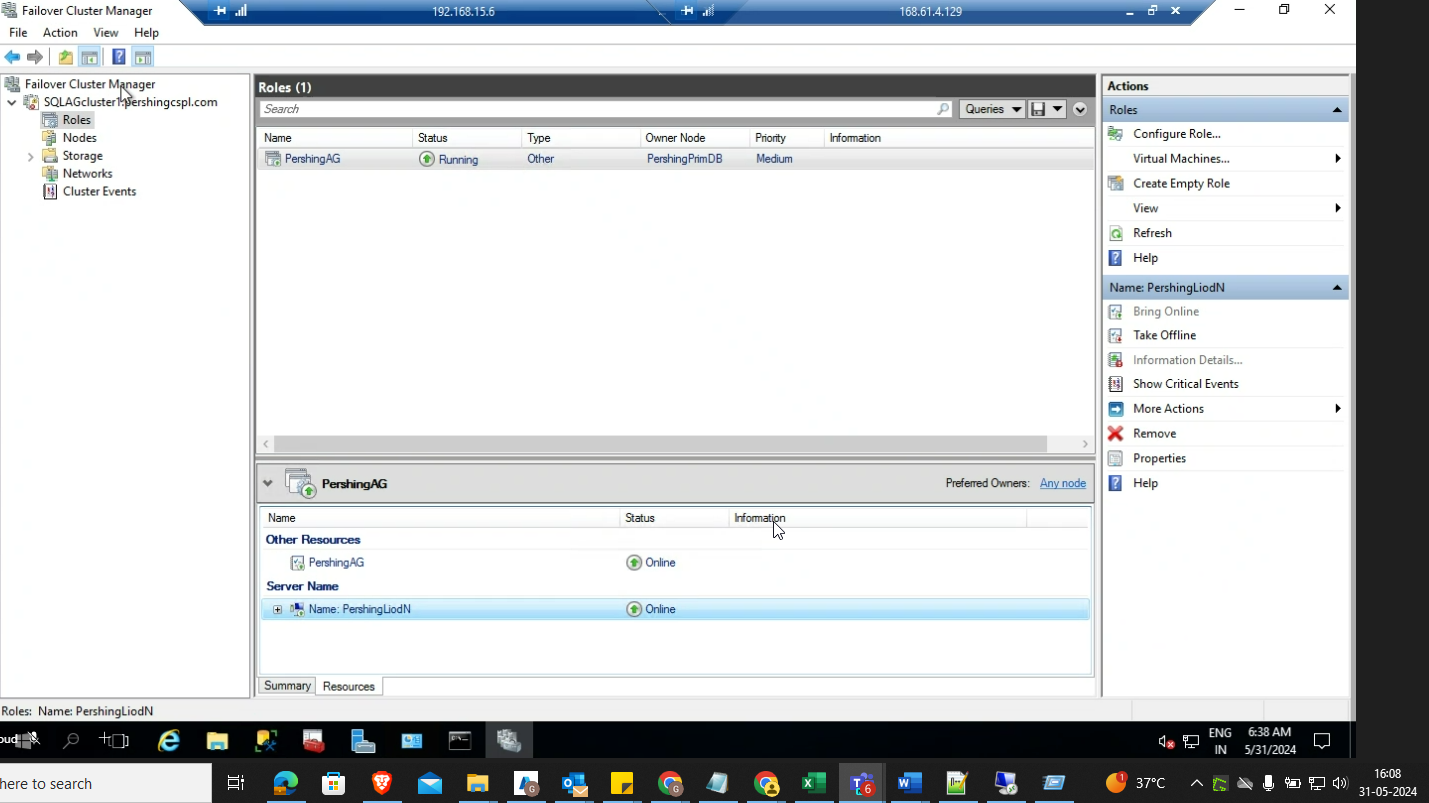 Failover Cluster Manager
192.168.15.6
168.61.4.129
File Action View Help
Failover Cluster Manager
SQLAGcluster1.pershingcspl.com
Roles
Nodes
Storage
Networks
Cluster Events
Roles (1)
Search
Queries
Name Status Type Owner Node Priority Information
PershingAG Running Other PershingPrimDB Medium
PershingAG
Preferred Owners: Any node
Name Status Information
Other Resources
PershingAG Online
Server Name
Name: PershingLiodN Online
Summary Resources
Actions
Roles
Configure Role...
Virtual Machines...
Create Empty Role
View
Refresh
Help
Name: PershingLiodN
Bring Online
Take Offline
Information Details...
Show Critical Events
More Actions
Remove
Properties
Help
Roles: Name: PershingLiodN
ENG
IN
6:38 AM
5/31/2024
here to search
37°C
16:08
31-05-2024